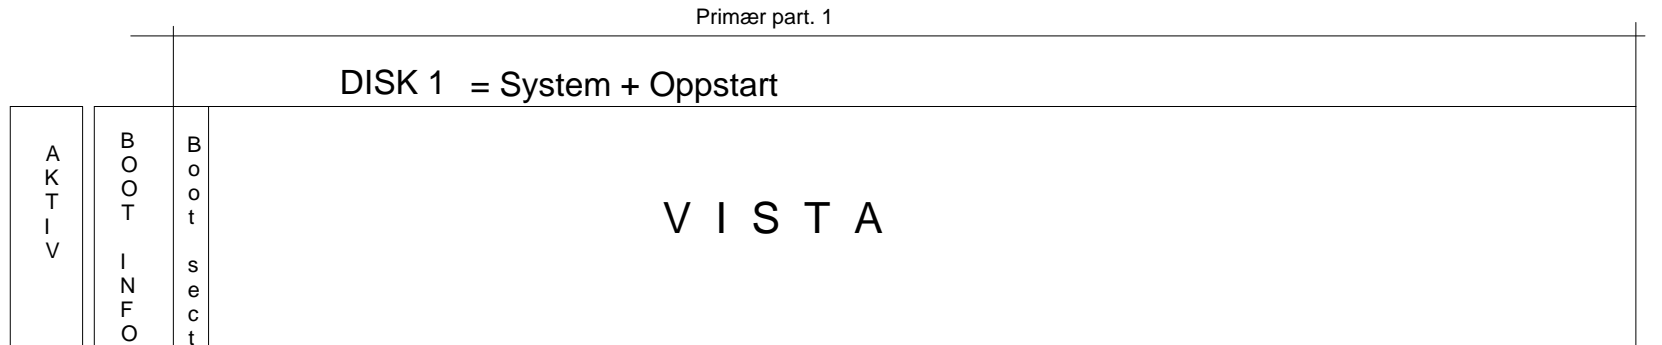 Primær part. 1
DISK 1 = System + Oppstart
AKTIV
BOOT INFO
Boot sect
V I S T A